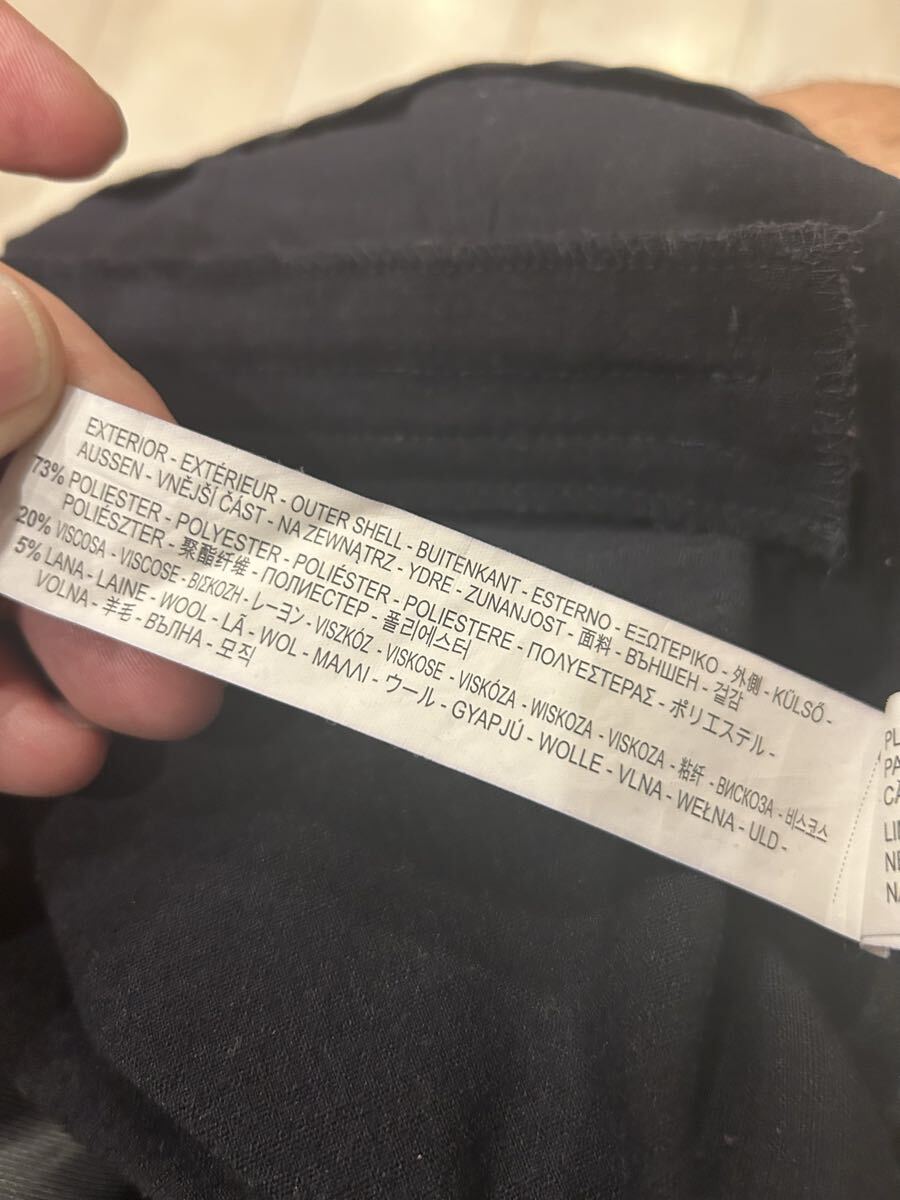 EXTERIOR - EXTÉRIEUR - OUTER SHELL - BUITENKANT - ESTERNO - ΕΞΩΤΕΡΙΚΟ - 外側 - KÜLSŐ -
AUSSEN - VNĚJŠÍ ČÁST - NA ZEWNĄTRZ - YDRE - ZUNANJOST - 面料 - ВЪНШЕН - 겉감
73% POLIESTER - POLYESTER - POLIÉSTER - POLIESTERE - ΠΟΛΥΕΣΤΕΡΑΣ - ポリエステル -
POLIÉSZTER - 聚酯纤维 - ПОЛИЕСТЕР - 폴리에스터
20% VISCOSA - VISCOSE - ΒΙΣΚΟΖΗ - レーヨン - VISZKÓZ - VISKOSE - VISKÓZA - WISKOZA - VISKOZA - 粘纤 - ВИСКОЗА - 비스코스
5% LANA - LAINE - WOOL - LÃ - WOL - ΜΑΛΛΙ - ウール - GYAPJÚ - WOLLE - VLNA - WEŁNA - ULD -
VOLNA - 羊毛 - ВЪЛНА - 모직